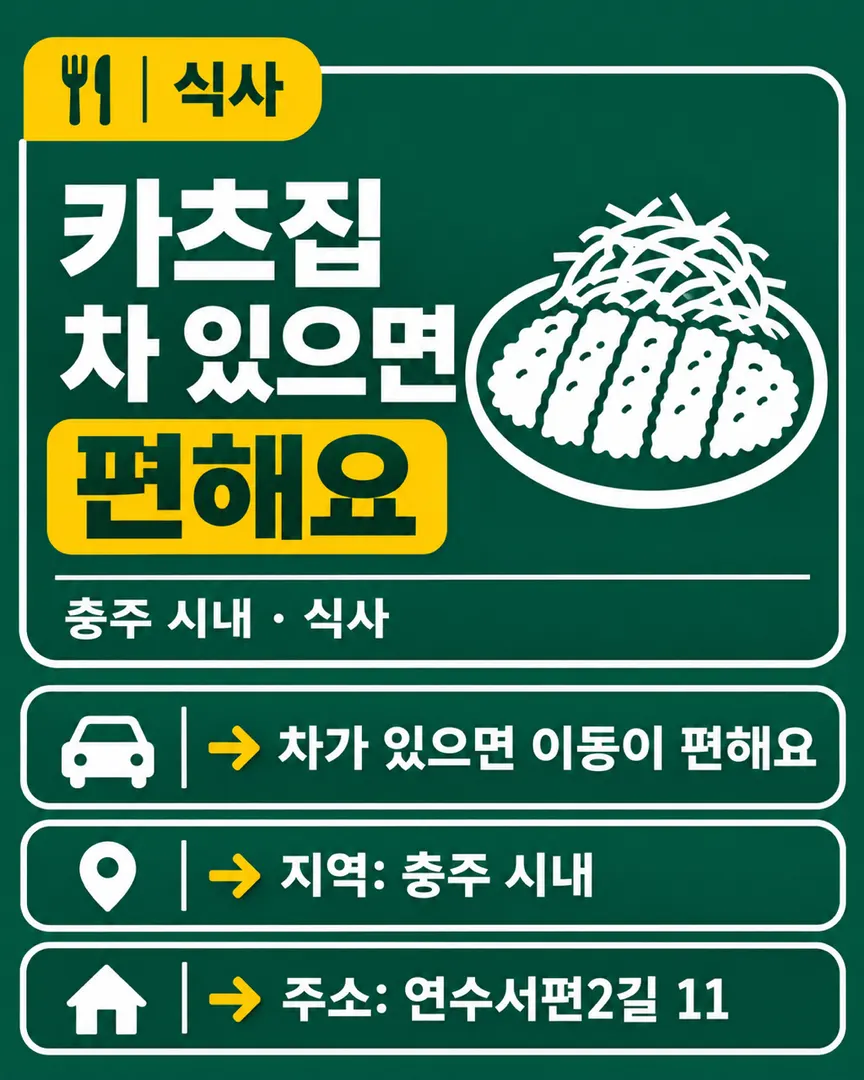 식사
카츠집
차 있으면
편해요
충주 시내 · 식사
차가 있으면 이동이 편해요
지역: 충주 시내
주소: 연수서편2길 11